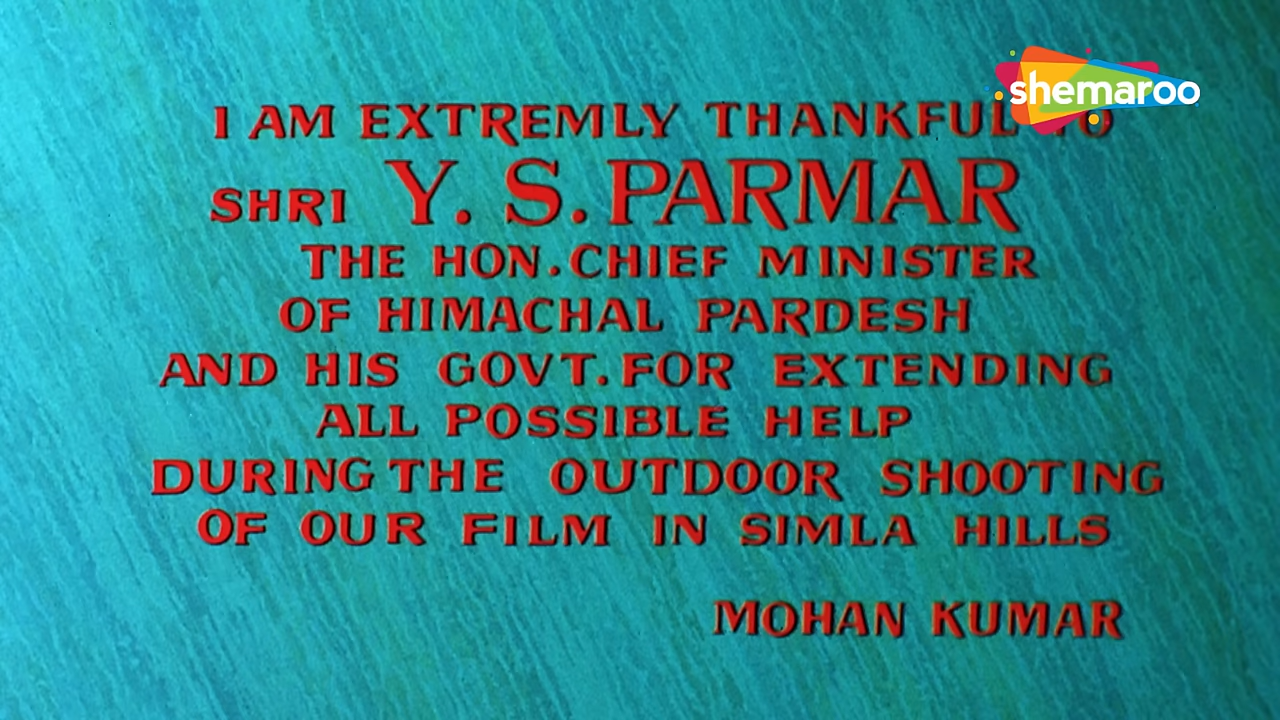 shemaroo
I AM EXTREMLY THANKFUL TO
SHRI Y. S. PARMAR
THE HON. CHIEF MINISTER
OF HIMACHAL PARDESH
AND HIS GOVT. FOR EXTENDING
ALL POSSIBLE HELP
DURING THE OUTDOOR SHOOTING
OF OUR FILM IN SIMLA HILLS
MOHAN KUMAR